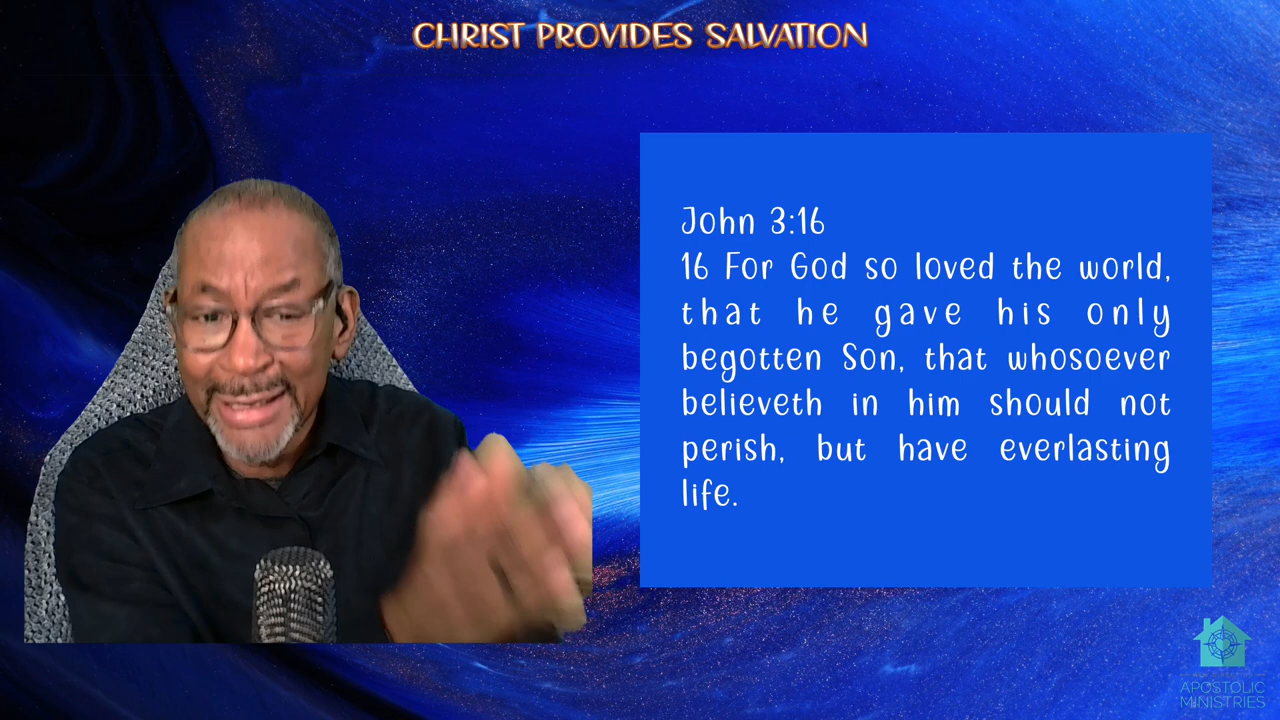 CHRIST PROVIDES SALVATION
John 3:16
16 For God so loved the world,
that he gave his only
begotten Son, that whosoever
believeth in him should not
perish, but have everlasting
life.
APOSTOLIC
MINISTRIES